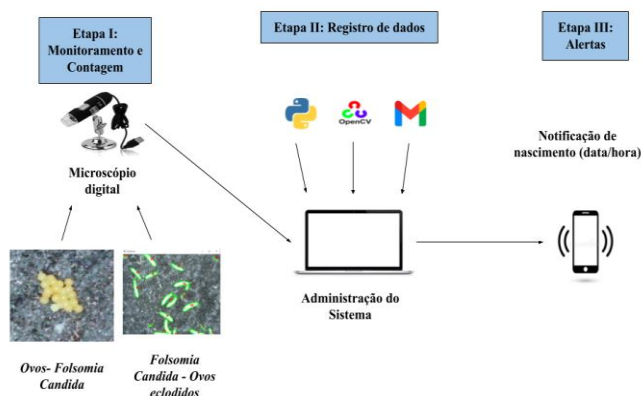 Etapa I:
Monitoramento e
Contagem
Etapa II: Registro de dados
Etapa III:
Alertas
OpenCV
Notificação de
nascimento (data/hora)
Microscópio
digital
Administração do
Sistema
Ovos- Folsomia
Candida
Folsomia
Candida - Ovos
eclodidos